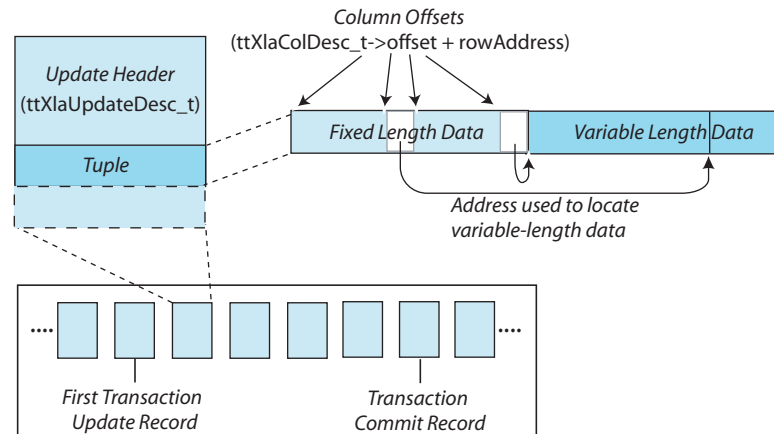 Column Offsets
(ttXlaColDesc_t->offset + rowAddress)
Update Header
(ttXlaUpdateDesc_t)
Fixed Length Data
Variable Length Data
Tuple
Address used to locate
variable-length data
....
....
First Transaction
Update Record
Transaction
Commit Record